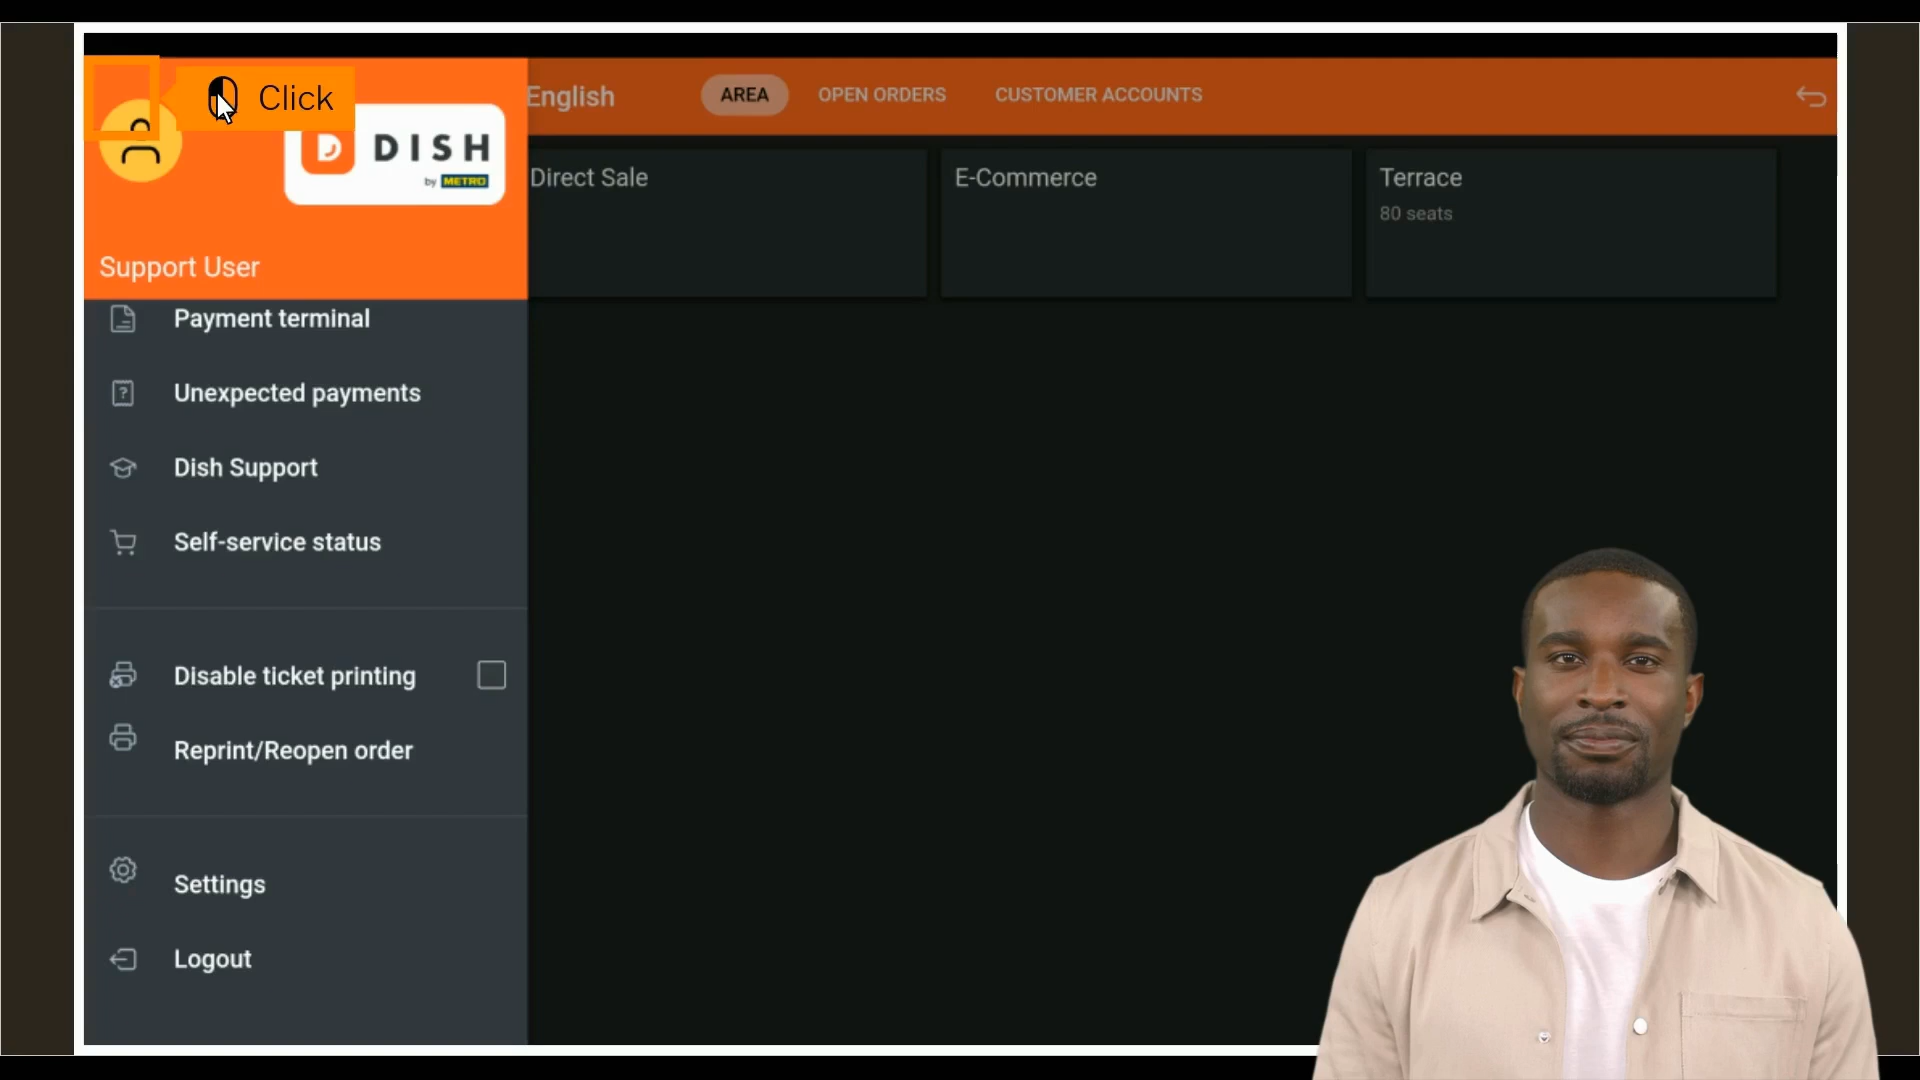 Click
DISH
by METRO
Support User
Payment terminal
Unexpected payments
Dish Support
Self-service status
Disable ticket printing
Reprint/Reopen order
Settings
Logout
English
AREA
OPEN ORDERS
CUSTOMER ACCOUNTS
Direct Sale
E-Commerce
Terrace
80 seats